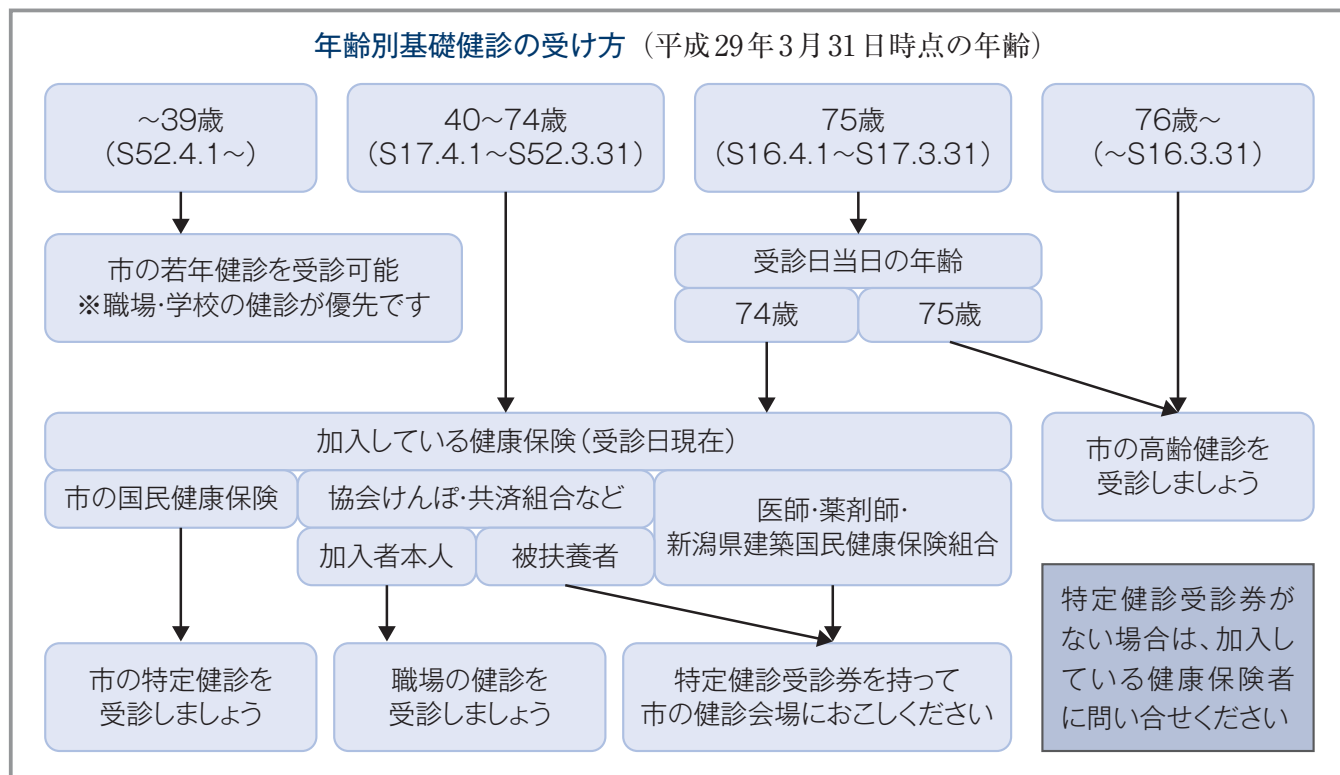 年齢別基礎健診の受け方（平成29年3月31日時点の年齢）
～39歳
（S52.4.1～）
40～74歳
（S17.4.1～S52.3.31）
75歳
（S16.4.1～S17.3.31）
76歳～
（～S16.3.31）
市の若年健診を受診可能
※職場・学校の健診が優先です
受診日当日の年齢
74歳
75歳
加入している健康保険（受診日現在）
市の国民健康保険
協会けんぽ・共済組合など
加入者本人
被扶養者
医師・薬剤師・
新潟県建築国民健康保険組合
市の高齢健診を
受診しましょう
市の特定健診を
受診しましょう
職場の健診を
受診しましょう
特定健診受診券を持って
市の健診会場におこしください
特定健診受診券が
ない場合は、加入し
ている健康保険者
に問い合せください